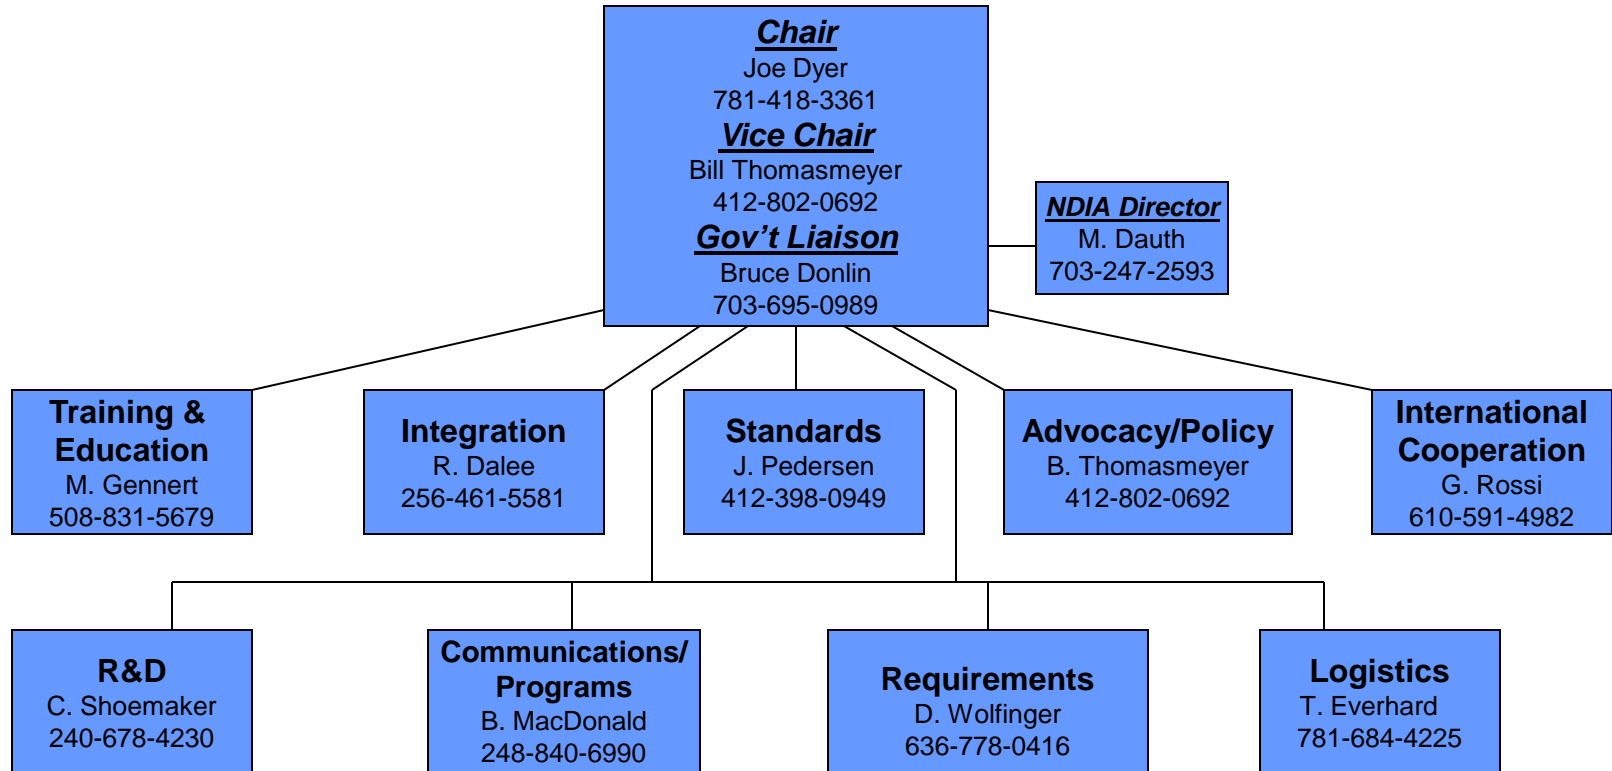 Chair
Joe Dyer
781-418-3361
Vice Chair
Bill Thomasmeyer
412-802-0692
Gov't Liaison
Bruce Donlin
703-695-0989
NDIA Director
M. Dauth
703-247-2593
Training &
Education
M. Gennert
508-831-5679
Integration
R. Dalee
256-461-5581
Standards
J. Pedersen
412-398-0949
Advocacy/Policy
B. Thomasmeyer
412-802-0692
International
Cooperation
G. Rossi
610-591-4982
R&D
C. Shoemaker
240-678-4230
Communications/
Programs
B. MacDonald
248-840-6990
Requirements
D. Wolfinger
636-778-0416
Logistics
T. Everhard
781-684-4225